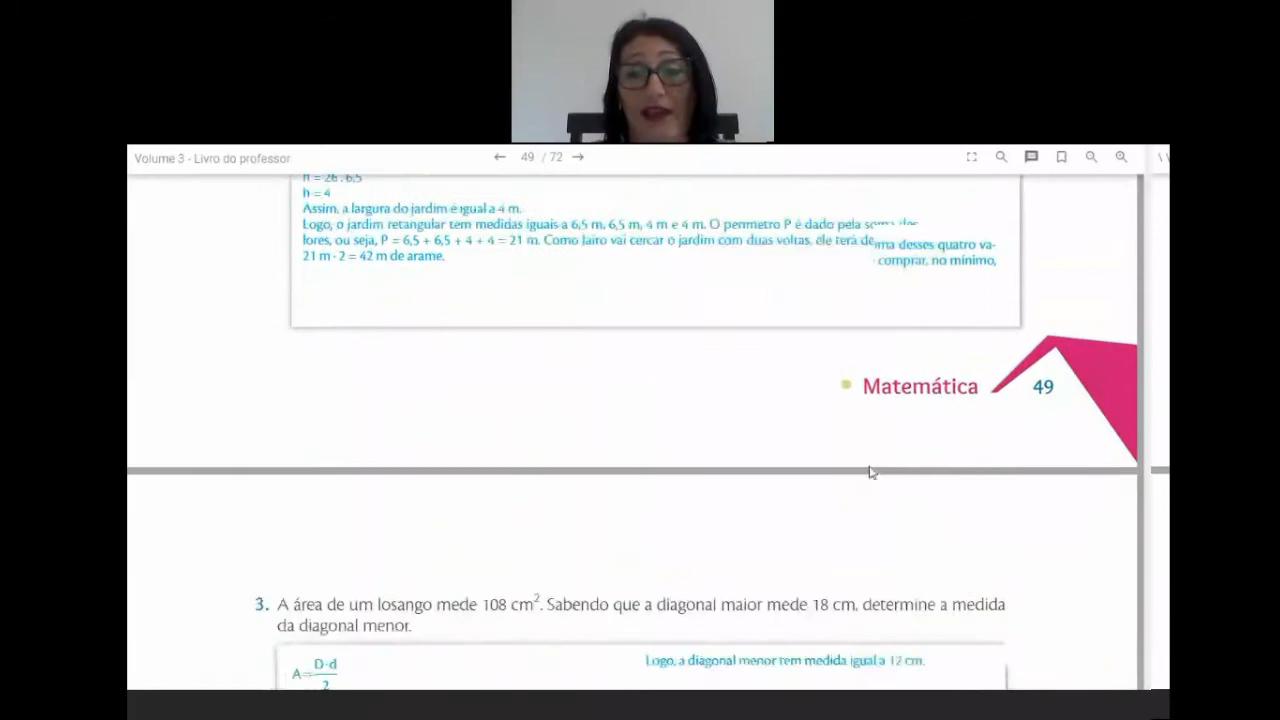 Volume 3 - Livro do professor
← 49 / 72 →
h = 26 : 6,5
h = 4
Assim, a largura do jardim é igual a 4 m.
Logo, o jardim retangular tem medidas iguais a 6,5 m, 6,5 m, 4 m e 4 m. O perímetro P é dado pela
lores, ou seja, P = 6,5 + 6,5 + 4 + 4 = 21 m. Como Jairo vai cercar o jardim com duas voltas, ele terá de
ma desses quatro va-
21 m · 2 = 42 m de arame.
comprar, no mínimo,
Matemática 49
3. A área de um losango mede 108 cm². Sabendo que a diagonal maior mede 18 cm, determine a medida
da diagonal menor.
A = D·d
2
Logo, a diagonal menor tem medida igual a 12 cm.